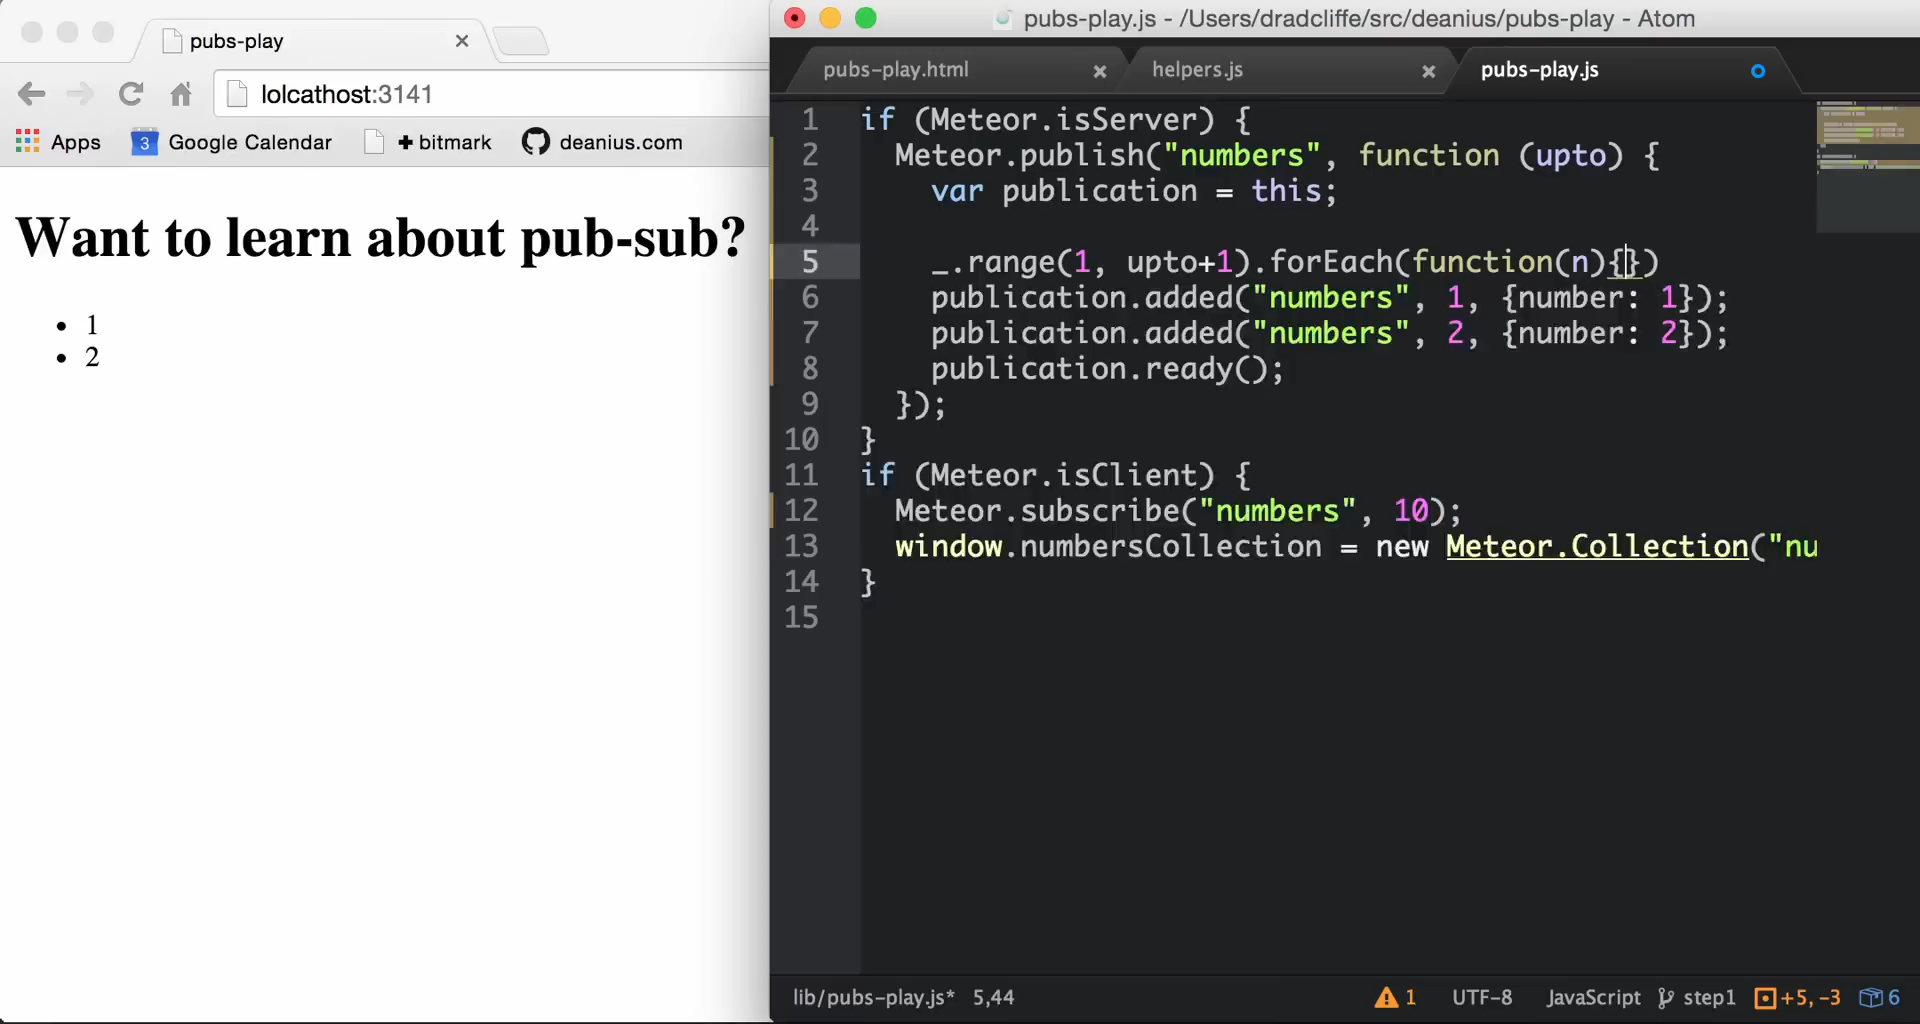 pubs-play
lolcathost:3141
Apps
3
Google Calendar
+ bitmark
deanius.com
Want to learn about pub-sub?
• 1
• 2
pubs-play.js - /Users/dradcliffe/src/deanius/pubs-play - Atom
pubs-play.html
helpers.js
pubs-play.js
1 if (Meteor.isServer) {
2 Meteor.publish("numbers", function (upto) {
3 var publication = this;
4
5 _.range(1, upto+1).forEach(function(n){})
6 publication.added("numbers", 1, {number: 1});
7 publication.added("numbers", 2, {number: 2});
8 publication.ready();
9 });
10 }
11 if (Meteor.isClient) {
12 Meteor.subscribe("numbers", 10);
13 window.numbersCollection = new Meteor.Collection("nu
14 }
15
lib/pubs-play.js* 5,44
1 UTF-8 JavaScript step1 +5, -3 6